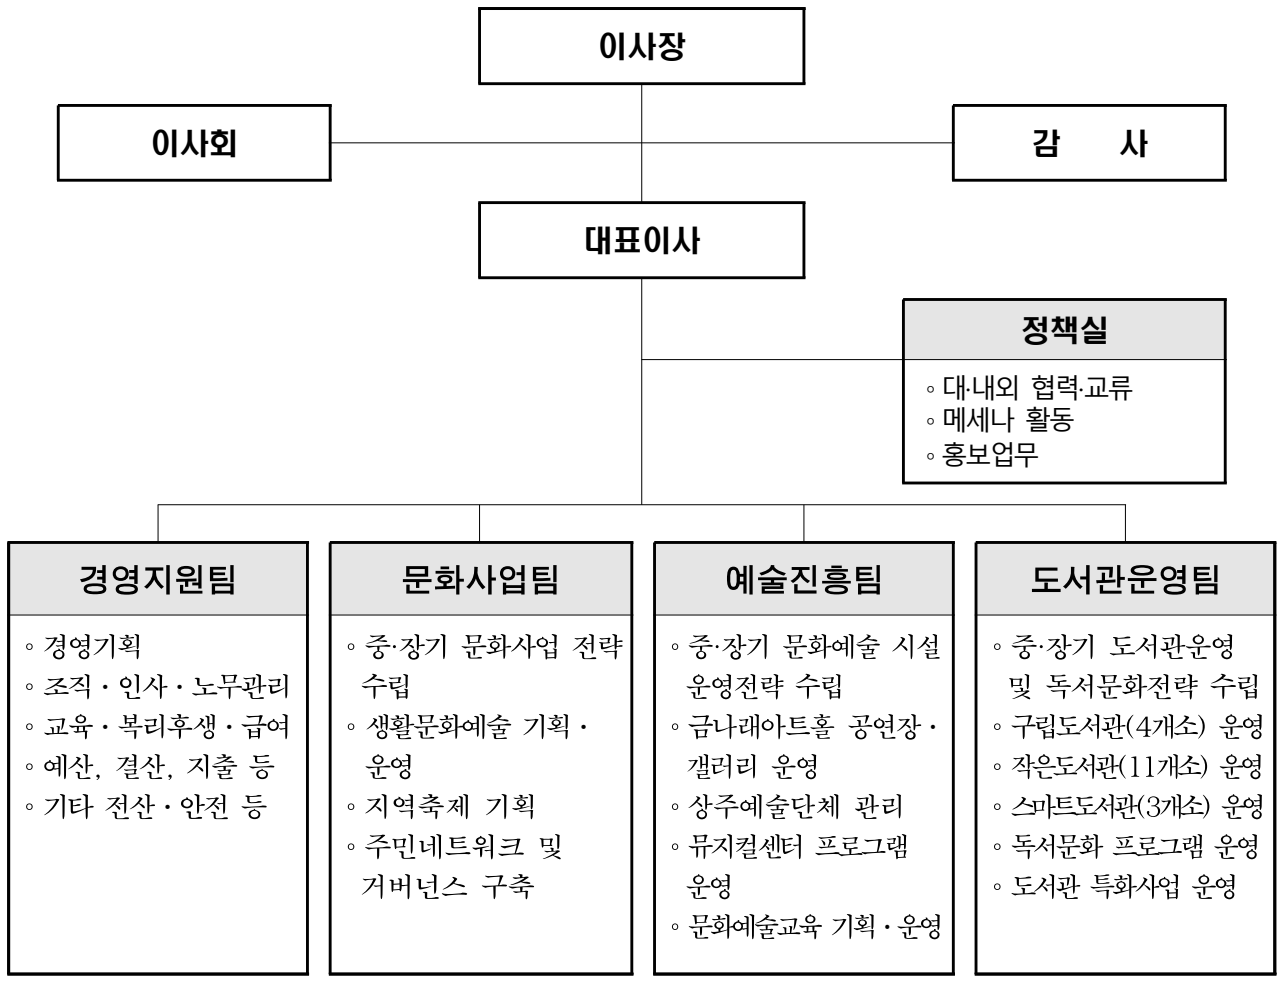 이사장
이사회
감 사
대표이사
정책실
◦ 대·내외 협력·교류
◦ 메세나 활동
◦ 홍보업무
경영지원팀
◦ 경영기획
◦ 조직・인사・노무관리
◦ 교육・복리후생・급여
◦ 예산, 결산, 지출 등
◦ 기타 전산・안전 등
문화사업팀
◦ 중·장기 문화사업 전략
수립
◦ 생활문화예술 기획・
운영
◦ 지역축제 기획
◦ 주민네트워크 및
거버넌스 구축
예술진흥팀
◦ 중·장기 문화예술 시설
운영전략 수립
◦ 금나래아트홀 공연장・
갤러리 운영
◦ 상주예술단체 관리
◦ 뮤지컬센터 프로그램
운영
◦ 문화예술교육 기획・운영
도서관운영팀
◦ 중·장기 도서관운영
및 독서문화전략 수립
◦ 구립도서관(4개소) 운영
◦ 작은도서관(11개소) 운영
◦ 스마트도서관(3개소) 운영
◦ 독서문화 프로그램 운영
◦ 도서관 특화사업 운영